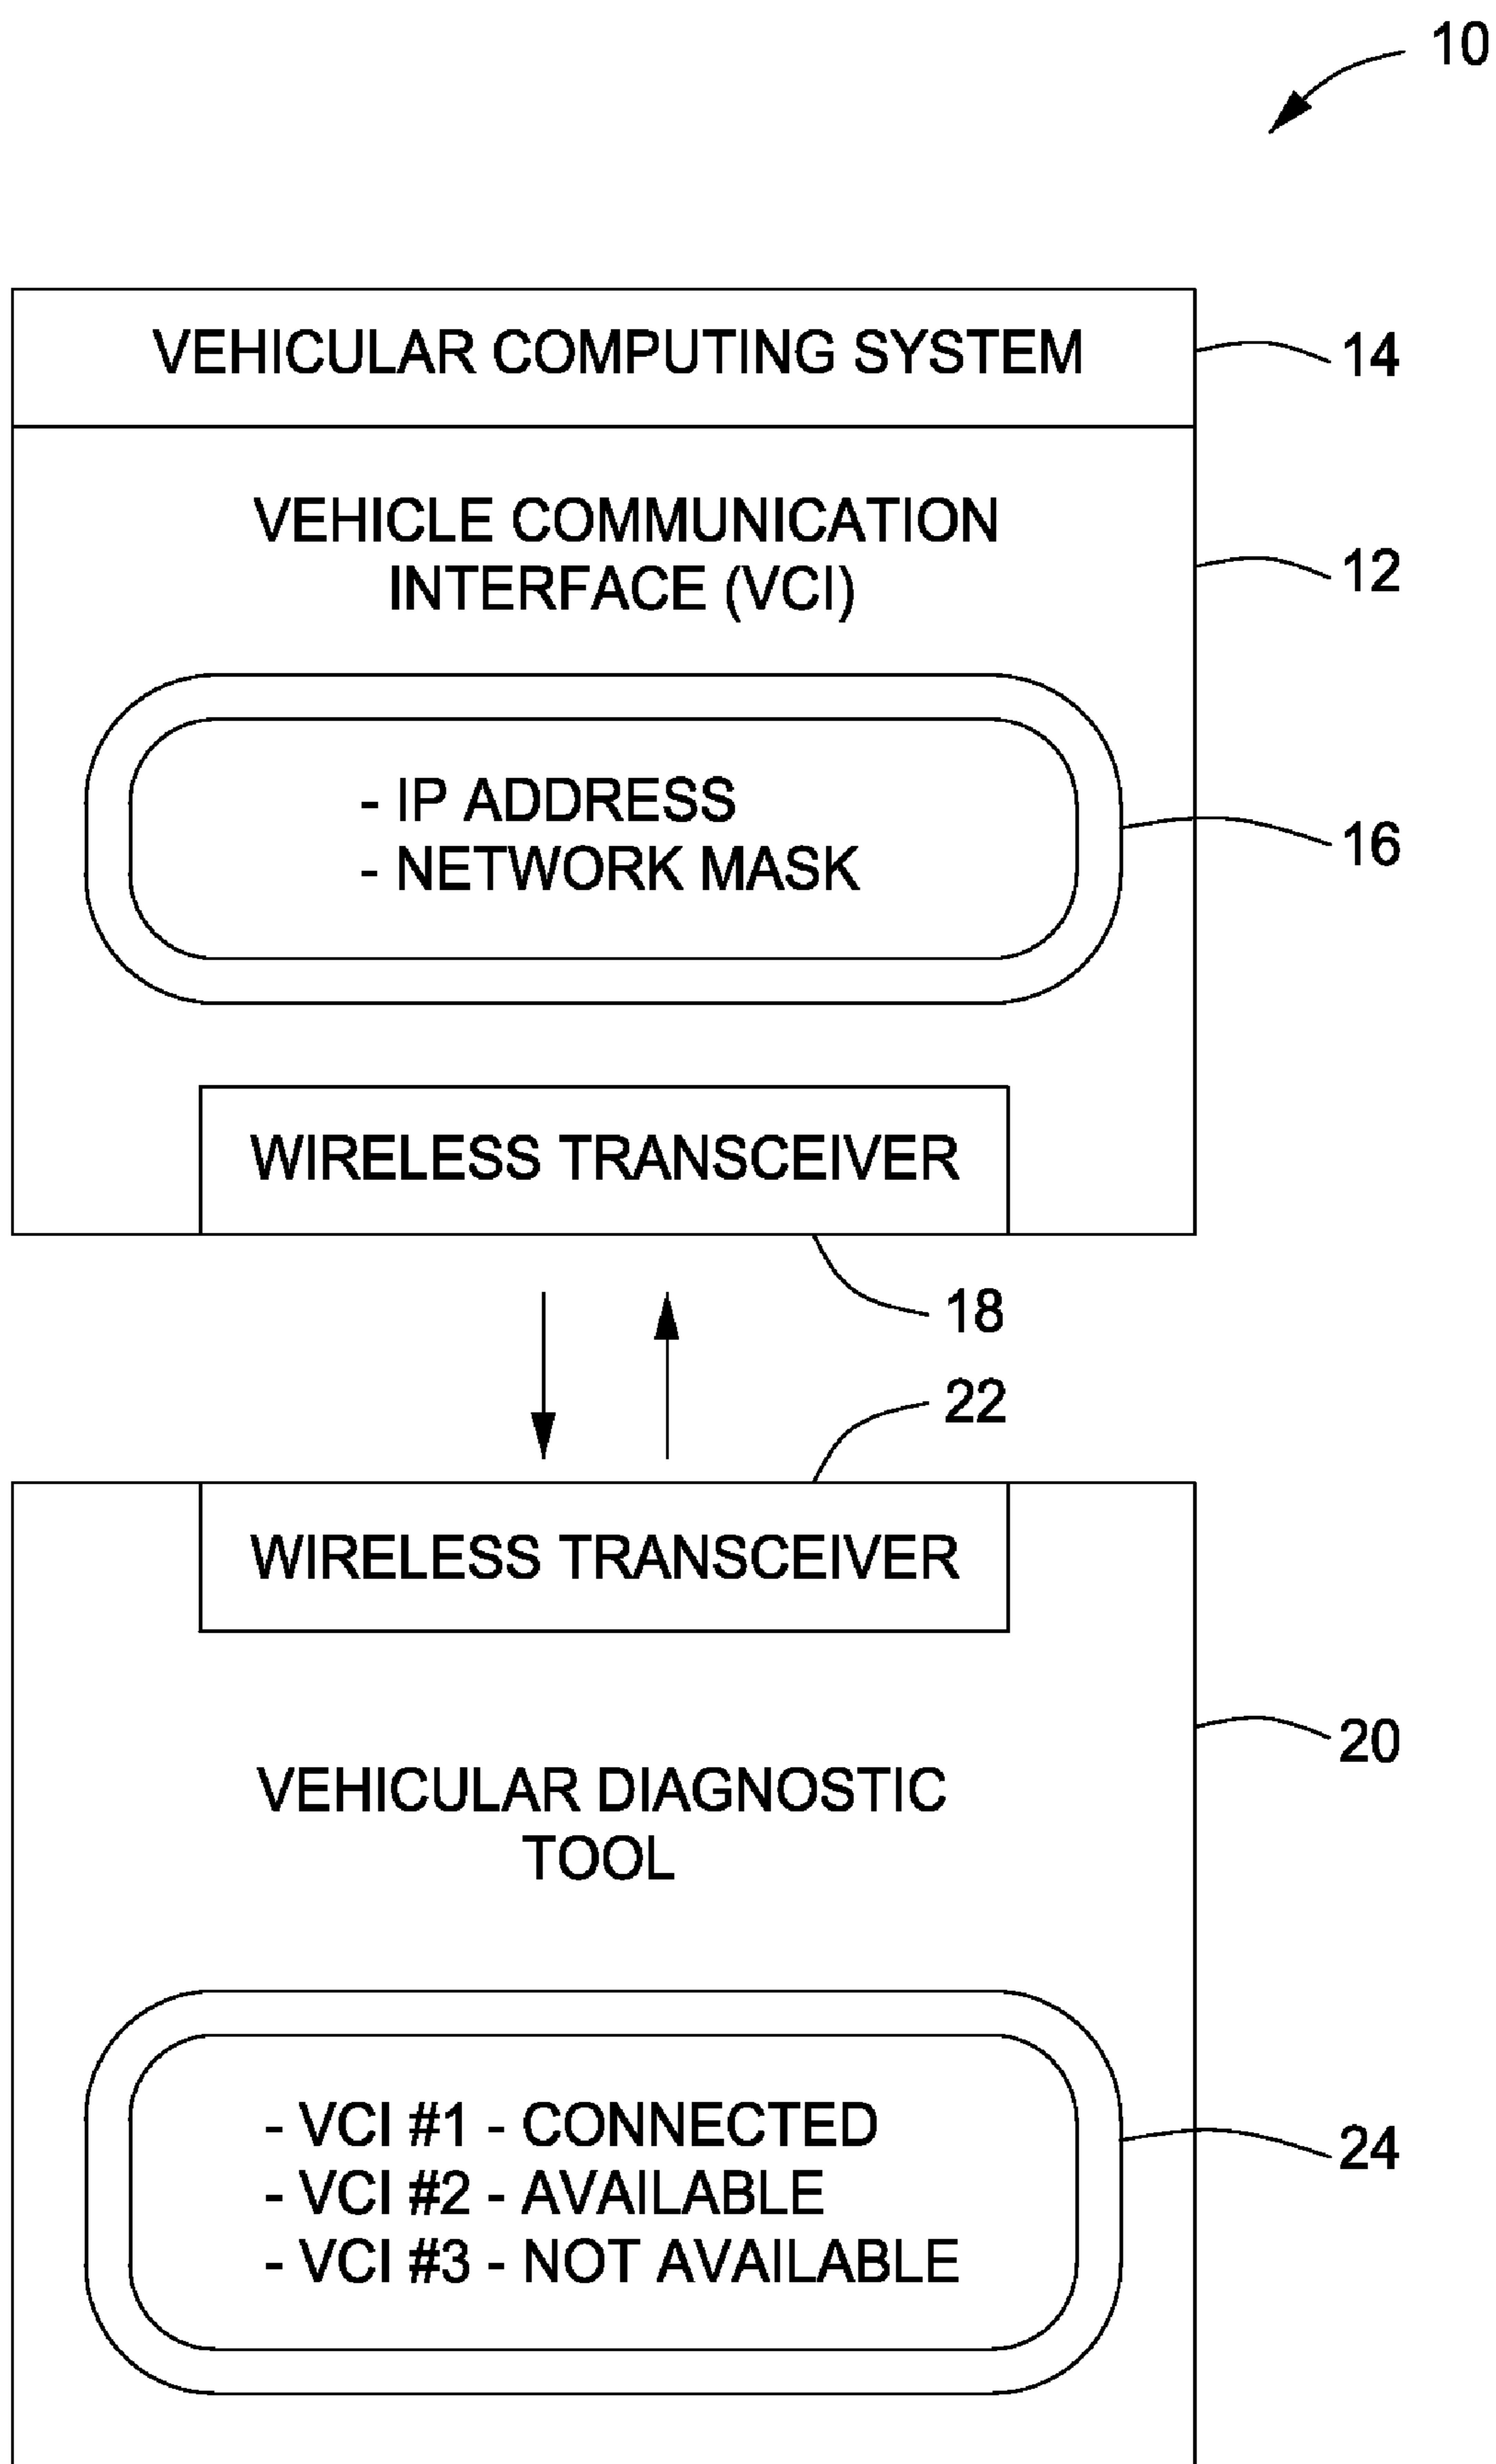 10
VEHICULAR COMPUTING SYSTEM
14
VEHICLE COMMUNICATION
INTERFACE (VCI)
12
- IP ADDRESS
- NETWORK MASK
16
WIRELESS TRANSCEIVER
18
22
WIRELESS TRANSCEIVER
20
VEHICULAR DIAGNOSTIC
TOOL
- VCI #1 - CONNECTED
- VCI #2 - AVAILABLE
- VCI #3 - NOT AVAILABLE
24